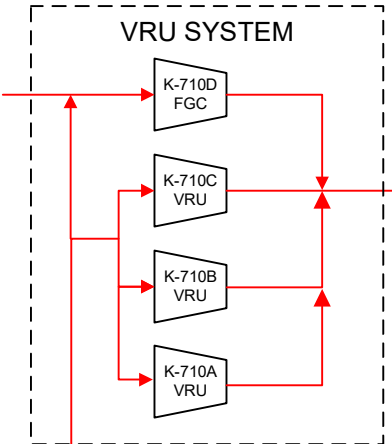 VRU SYSTEM
K-710D
FGC
K-710C
VRU
K-710B
VRU
K-710A
VRU